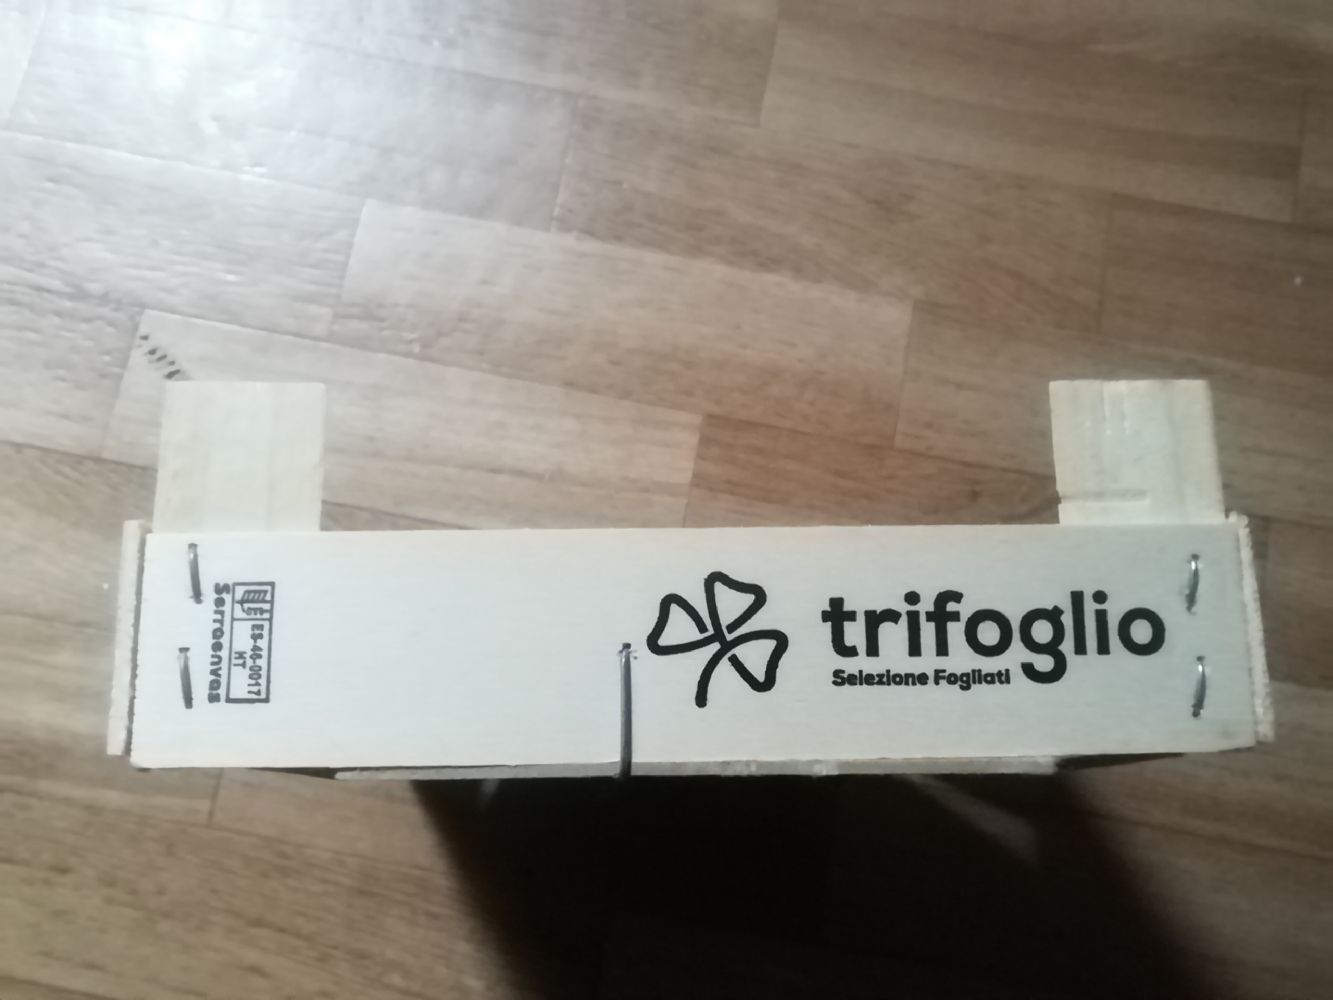 Serraenvas
ES-46-0017
HT
trifoglio
Selezione Fogliati